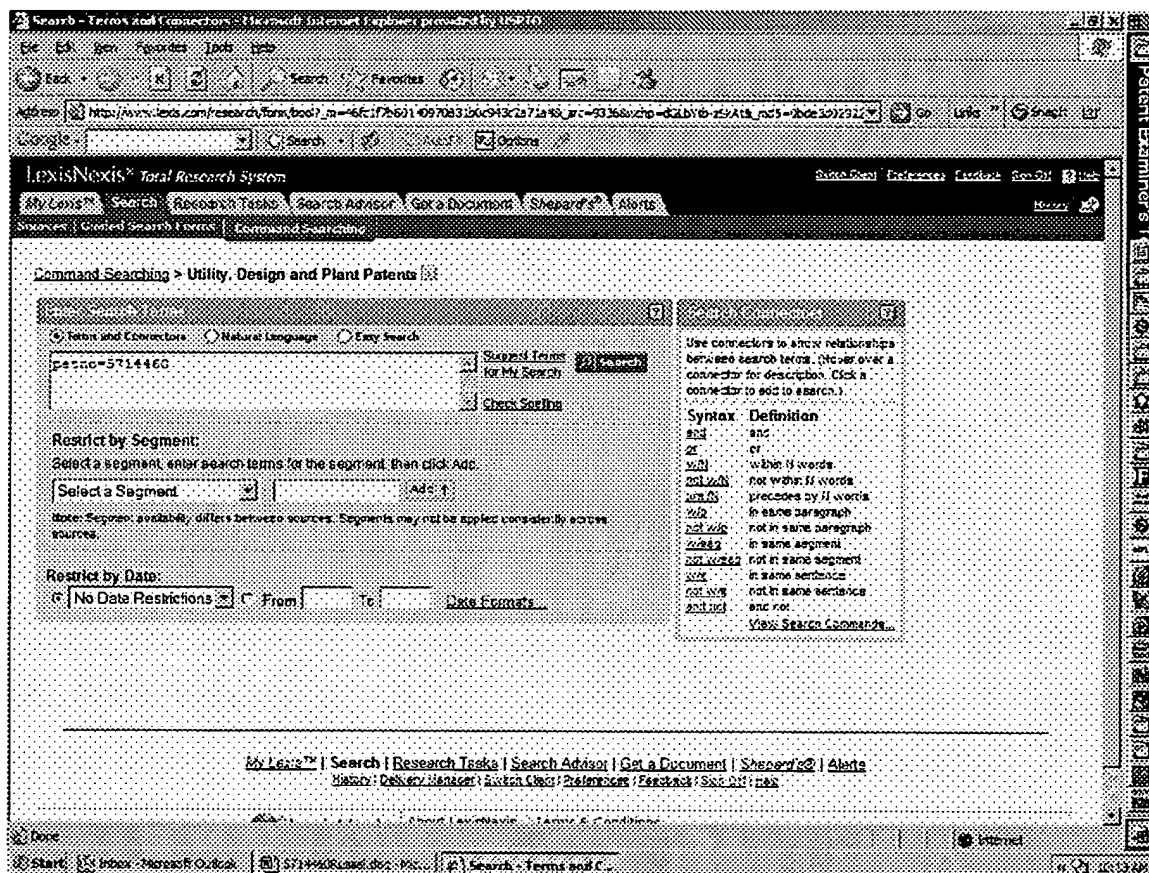 Search - Terms and Connectors - Microsoft Internet Explorer provided by USPTO
File Edit View Favorites Tools Help
Back Search Favorites
Address Go Links SnagIt
Google Search Options
LexisNexis® Total Research System
Switch Client | Preferences | Feedback | Sign Off | Help
My Lexis™ Search Research Tasks Search Advisor Get a Document Shepard's® Alerts
History
Sources | Guided Search Forms | Command Searching
Command Searching > Utility, Design and Plant Patents
Enter Search Terms
Terms and Connectors Natural Language Easy Search
patno=5714460
Suggest Terms
for My Search
Search
Check Spelling
Restrict by Segment:
Select a segment, enter search terms for the segment, then click Add.
Select a Segment Add ↑
Note: Segment availability differs between sources. Segments may not be applied consistently across
sources.
Restrict by Date:
No Date Restrictions From To Date Formats...
Search Connectors
Use connectors to show relationships
between search terms. (Hover over a
connector for description. Click a
connector to add to search.)
Syntax Definition
and and
or or
w/N within N words
not w/N not within N words
pre/N precedes by N words
w/p in same paragraph
not w/p not in same paragraph
w/seg in same segment
not w/seg not in same segment
w/s in same sentence
not w/s not in same sentence
and not and not
View Search Commands...
My Lexis™ | Search | Research Tasks | Search Advisor | Get a Document | Shepard's® | Alerts
History | Delivery Manager | Switch Client | Preferences | Feedback | Sign Off | Help
About LexisNexis | Terms & Conditions
Done Internet
Start Inbox - Microsoft Outlook Search - Terms and C...
Patent Examiner's